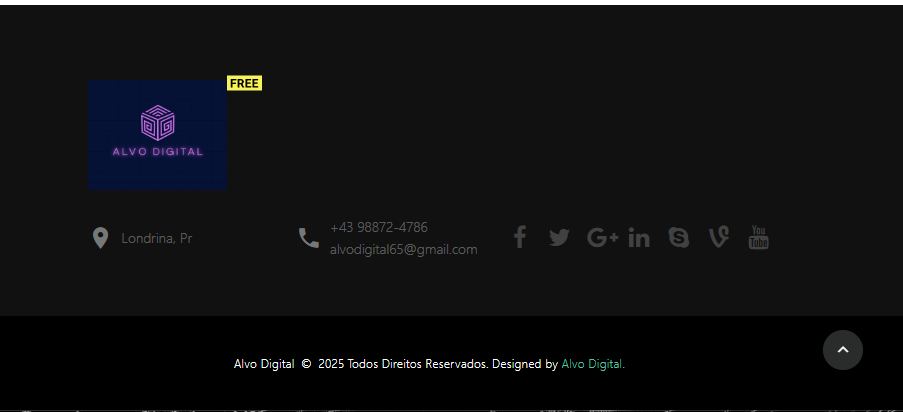 FREE
ALVO DIGITAL
Londrina, Pr
+43 98872-4786
alvodigital65@gmail.com
You
Tube
Alvo Digital © 2025 Todos Direitos Reservados. Designed by Alvo Digital.